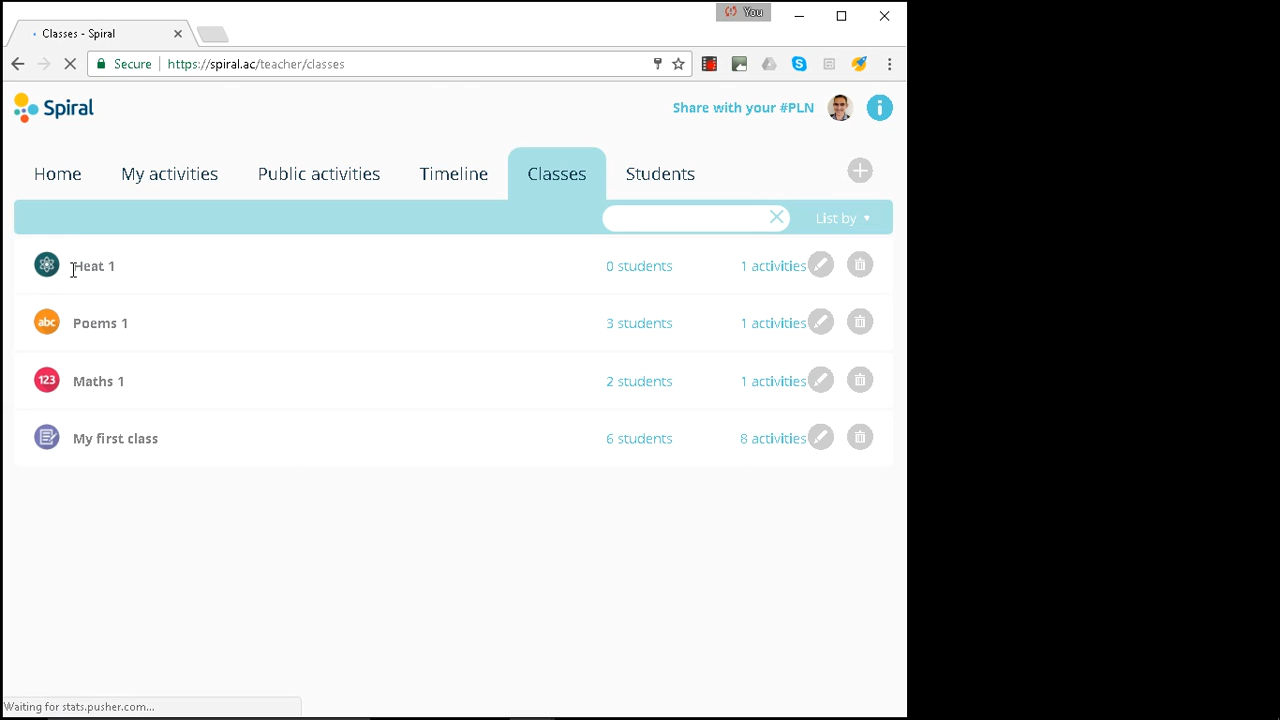 You
Classes - Spiral
Secure https://spiral.ac/teacher/classes
Spiral Share with your #PLN i
Home My activities Public activities Timeline Classes Students
List by
Heat 1 0 students 1 activities
abc Poems 1 3 students 1 activities
123 Maths 1 2 students 1 activities
My first class 6 students 8 activities
Waiting for stats.pusher.com...